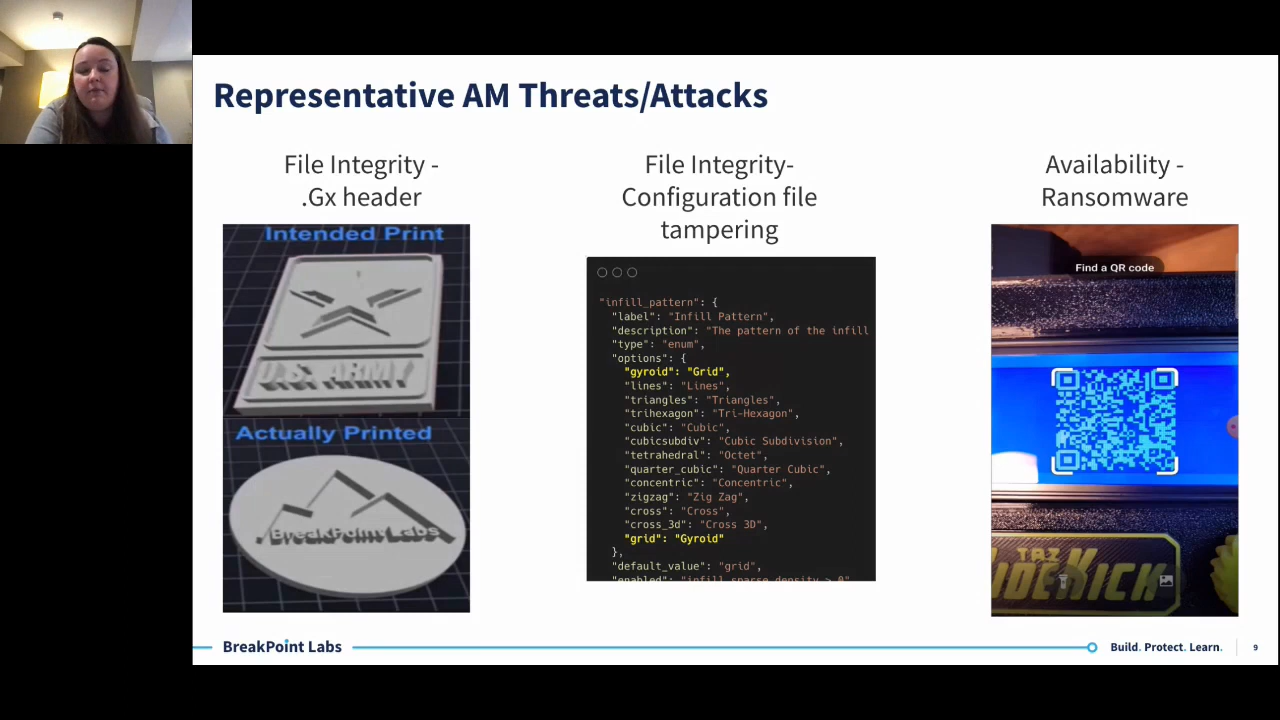 Representative AM Threats/Attacks
File Integrity -
.Gx header
Intended Print
U.S. ARMY
Actually Printed
BreakPoint Labs
File Integrity-
Configuration file
tampering
"infill_pattern": {
"label": "Infill Pattern",
"description": "The pattern of the infill
"type": "enum",
"options": {
"gyroid": "Grid",
"lines": "Lines",
"triangles": "Triangles",
"trihexagon": "Tri-Hexagon",
"cubic": "Cubic",
"cubicsubdiv": "Cubic Subdivision",
"tetrahedral": "Octet",
"quarter_cubic": "Quarter Cubic",
"concentric": "Concentric",
"zigzag": "Zig Zag",
"cross": "Cross",
"cross_3d": "Cross 3D",
"grid": "Gyroid"
},
"default_value": "grid",
"enabled": "infill_sparse_density > 0"
Availability -
Ransomware
Find a QR code
TAZ
SIDEKICK
BreakPoint Labs
Build. Protect. Learn.
9